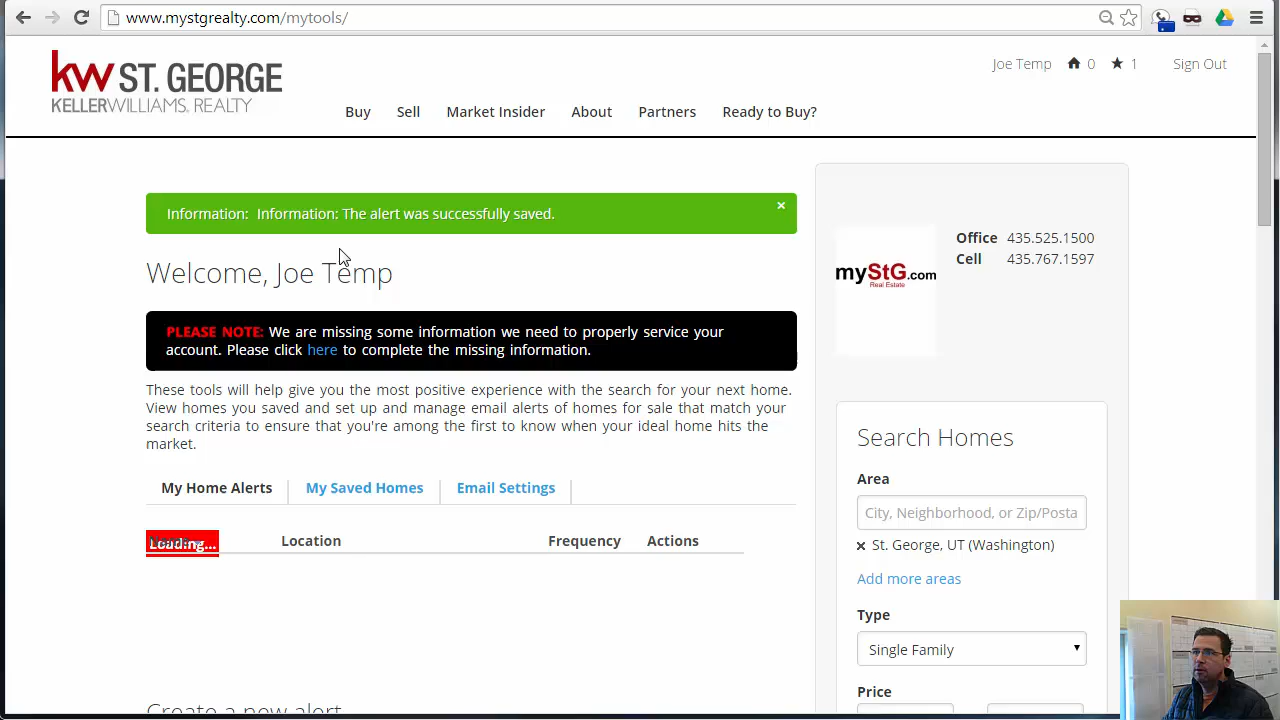 www.mystgrealty.com/mytools/
kw ST. GEORGE
KELLERWILLIAMS. REALTY
Joe Temp 0 1 Sign Out
Buy Sell Market Insider About Partners Ready to Buy?
Information: Information: The alert was successfully saved. ×
Welcome, Joe Temp
PLEASE NOTE: We are missing some information we need to properly service your
account. Please click here to complete the missing information.
These tools will help give you the most positive experience with the search for your next home.
View homes you saved and set up and manage email alerts of homes for sale that match your
search criteria to ensure that you're among the first to know when your ideal home hits the
market.
My Home Alerts My Saved Homes Email Settings
Loading... Location Frequency Actions
Create a new alert
myStG.com
Real Estate
Office 435.525.1500
Cell 435.767.1597
Search Homes
Area
City, Neighborhood, or Zip/Posta
× St. George, UT (Washington)
Add more areas
Type
Single Family
Price